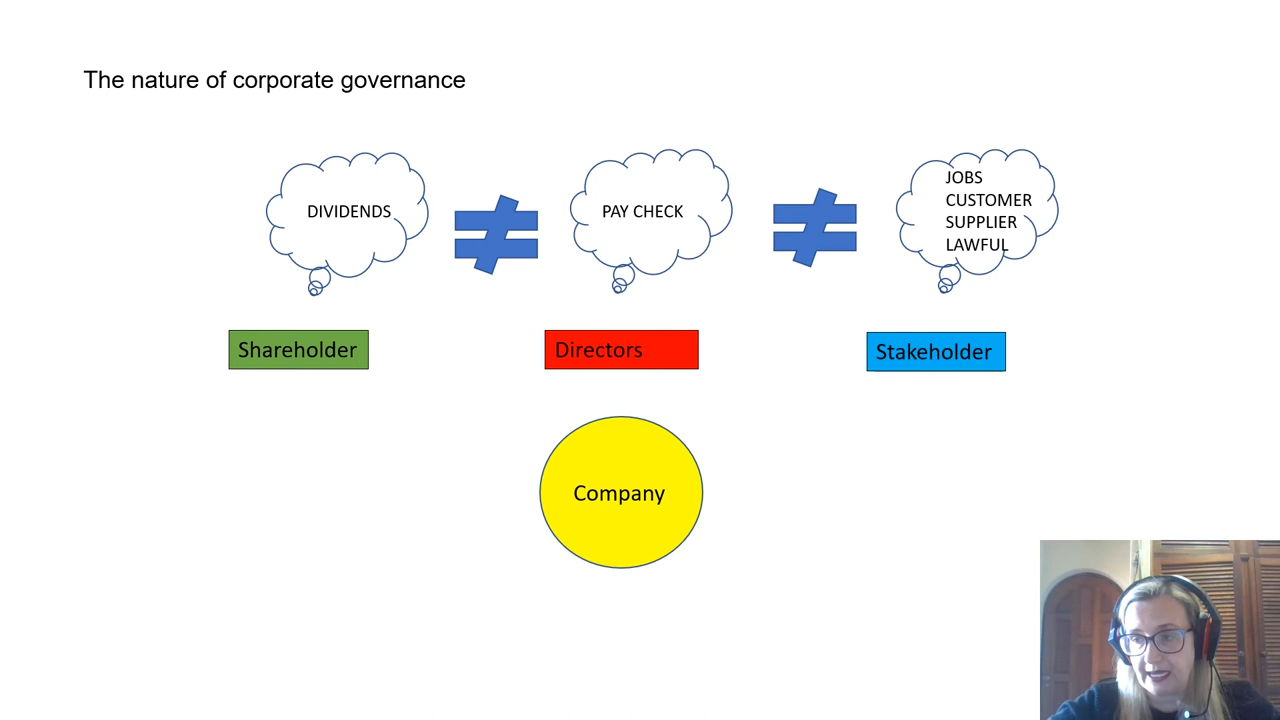 The nature of corporate governance
DIVIDENDS
PAY CHECK
JOBS
CUSTOMER
SUPPLIER
LAWFUL
Shareholder
Directors
Stakeholder
Company